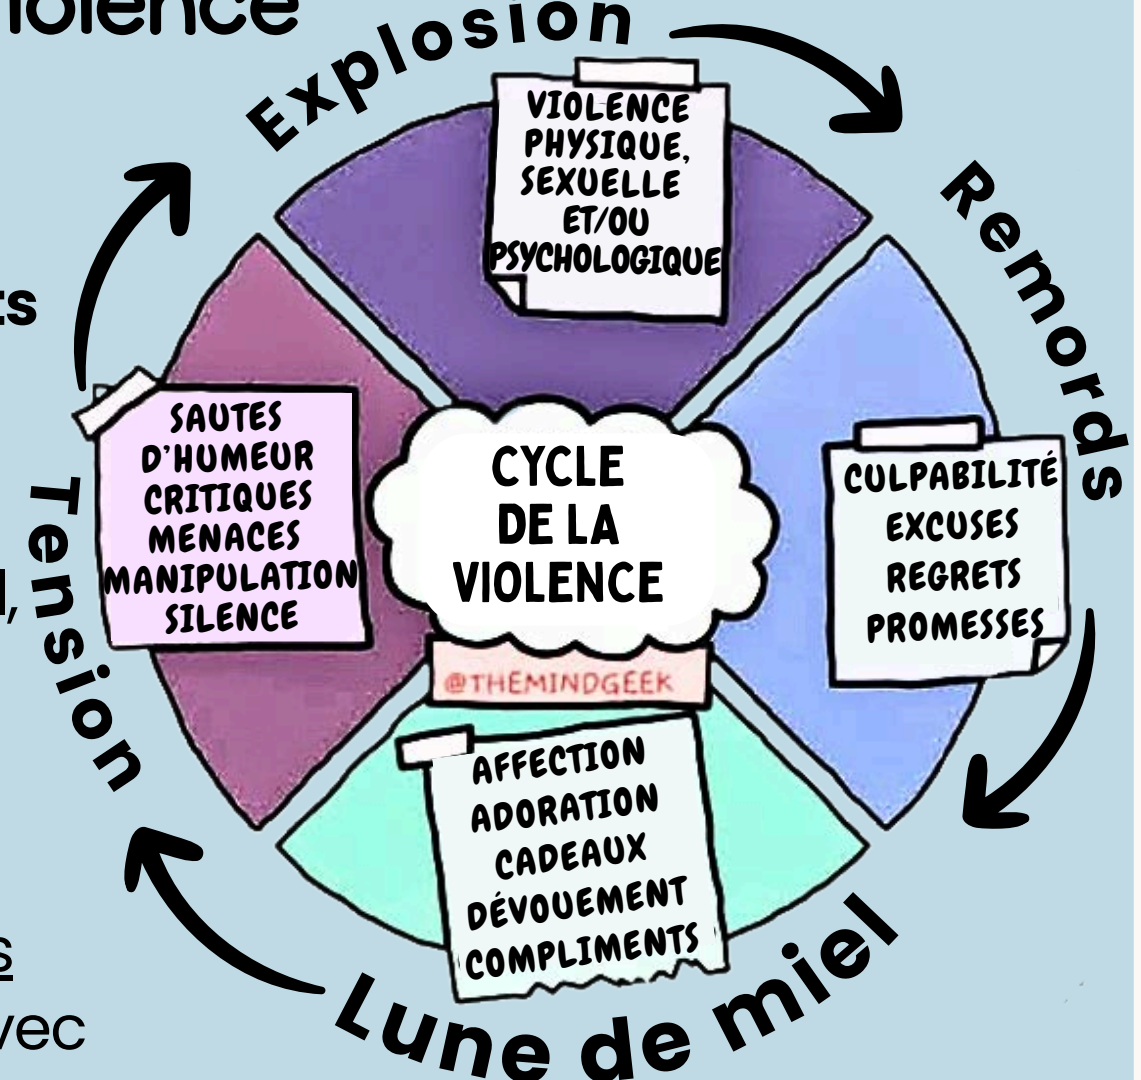 Explosion
VIOLENCE
PHYSIQUE,
SEXUELLE
ET/OU
PSYCHOLOGIQUE
Remords
CULPABILITÉ
EXCUSES
REGRETS
PROMESSES
Lune de miel
AFFECTION
ADORATION
CADEAUX
DÉVOUEMENT
COMPLIMENTS
Tension
SAUTES
D'HUMEUR
CRITIQUES
MENACES
MANIPULATION
SILENCE
CYCLE
DE LA
VIOLENCE
@THEMINDGEEK